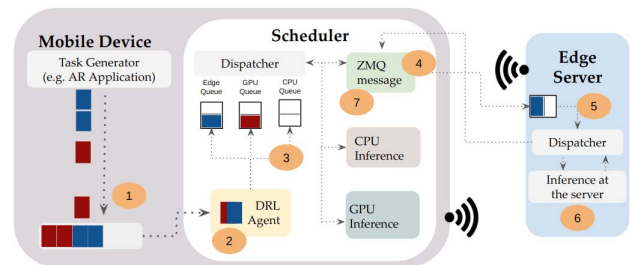 Mobile Device
Task Generator
(e.g. AR Application)
1
Scheduler
Dispatcher
Edge
Queue
GPU
Queue
CPU
Queue
3
DRL
Agent
2
ZMQ
message
4
7
CPU
Inference
GPU
Inference
Edge
Server
5
Dispatcher
Inference at
the server
6